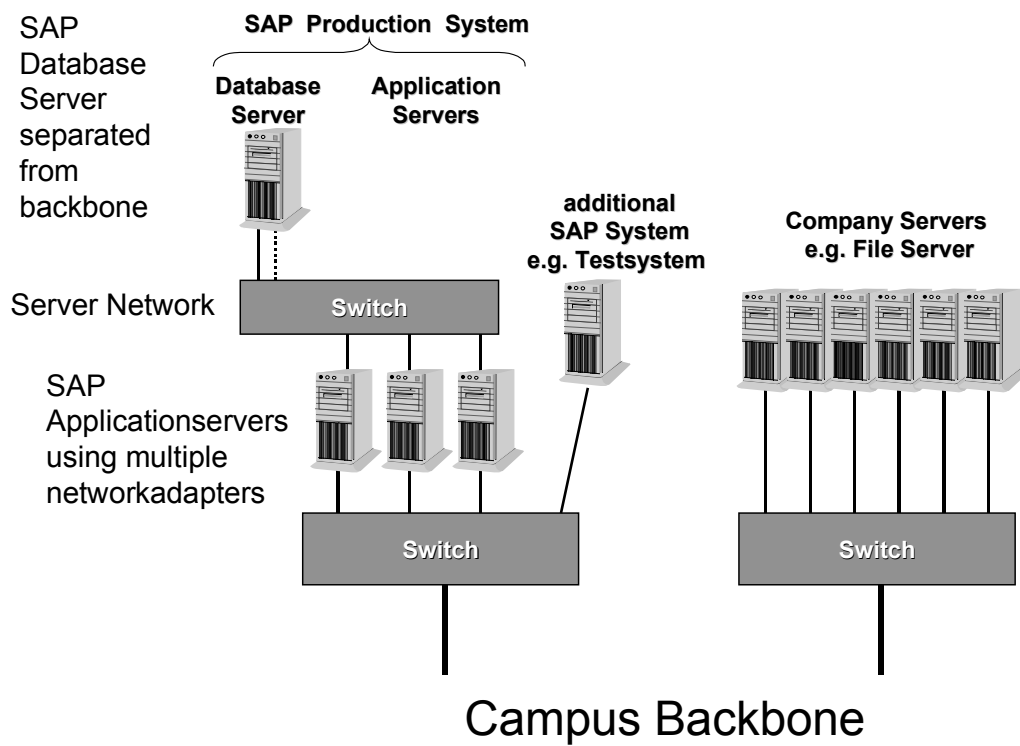 SAP
Database
Server
separated
from
backbone
SAP Production System
Database
Server
Application
Servers
additional
SAP System
e.g. Testsystem
Company Servers
e.g. File Server
Server Network
Switch
SAP
Applicationservers
using multiple
networkadapters
Switch
Switch
Campus Backbone